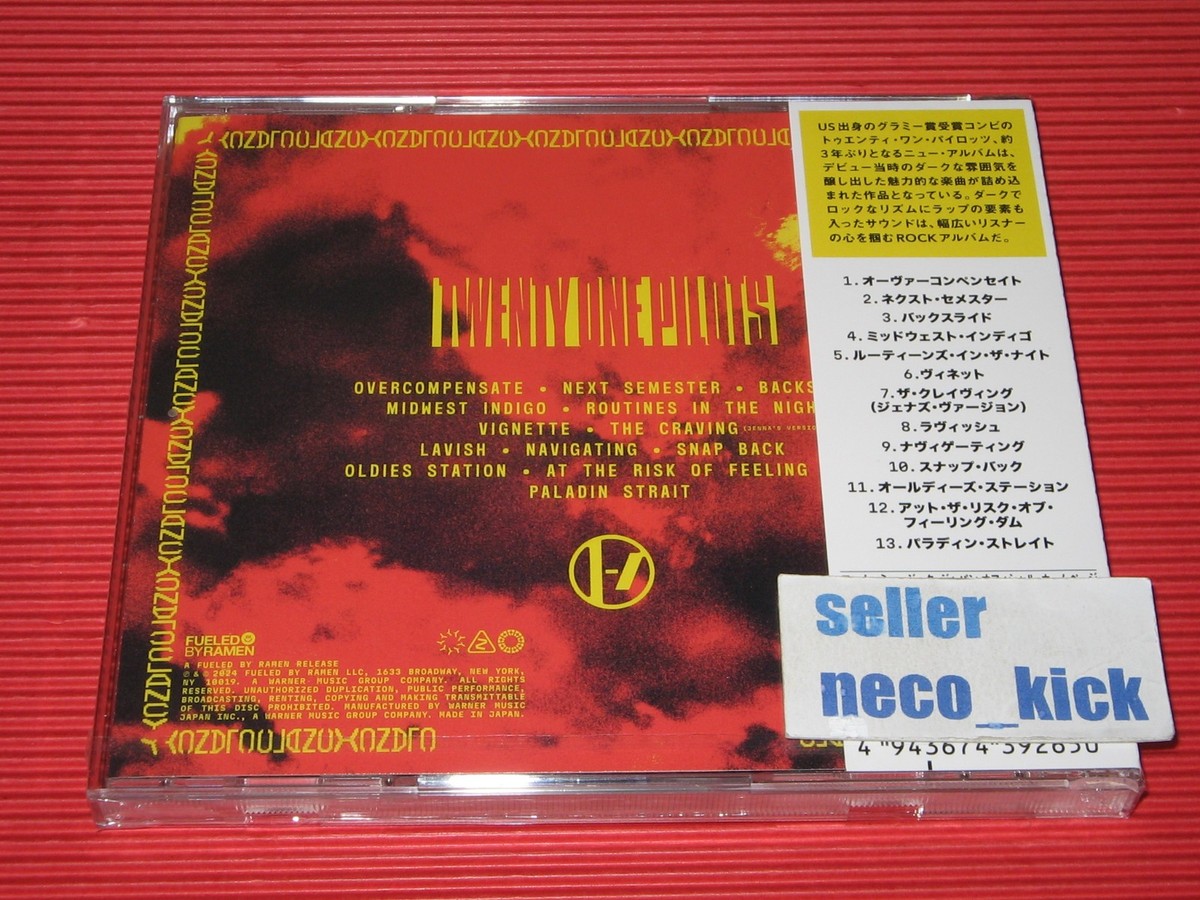 TWENTY ONE PILOTS
OVERCOMPENSATE • NEXT SEMESTER • BACKS
MIDWEST INDIGO • ROUTINES IN THE NIGH
VIGNETTE • THE CRAVING (JENNA'S VERSION
LAVISH • NAVIGATING • SNAP BACK
OLDIES STATION • AT THE RISK OF FEELING
PALADIN STRAIT
FUELED
BY RAMEN
A FUELED BY RAMEN RELEASE
℗ & © 2024 FUELED BY RAMEN LLC, 1633 BROADWAY, NEW YORK,
NY 10019. A WARNER MUSIC GROUP COMPANY. ALL RIGHTS
RESERVED. UNAUTHORIZED DUPLICATION, PUBLIC PERFORMANCE,
BROADCASTING, RENTING, COPYING AND MAKING TRANSMITTABLE
OF THIS DISC PROHIBITED. MANUFACTURED BY WARNER MUSIC
JAPAN INC., A WARNER MUSIC GROUP COMPANY. MADE IN JAPAN.
US出身のグラミー賞受賞コンビの
トゥエンティ・ワン・パイロッツ、約
3年ぶりとなるニュー・アルバムは、
デビュー当時のダークな雰囲気を
醸し出した魅力的な楽曲が詰め込
まれた作品となっている。ダークで
ロックなリズムにラップの要素も
入ったサウンドは、幅広いリスナー
の心を掴むROCKアルバムだ。
1. オーヴァーコンペンセイト
2. ネクスト・セメスター
3. バックスライド
4. ミッドウェスト・インディゴ
5. ルーティーンズ・イン・ザ・ナイト
6. ヴィネット
7. ザ・クレイヴィング
(ジェナズ・ヴァージョン)
8. ラヴィッシュ
9. ナヴィゲーティング
10. スナップ・バック
11. オールディーズ・ステーション
12. アット・ザ・リスク・オブ・
フィーリング・ダム
13. パラディン・ストレイト
seller
neco_kick
4 943674 392650